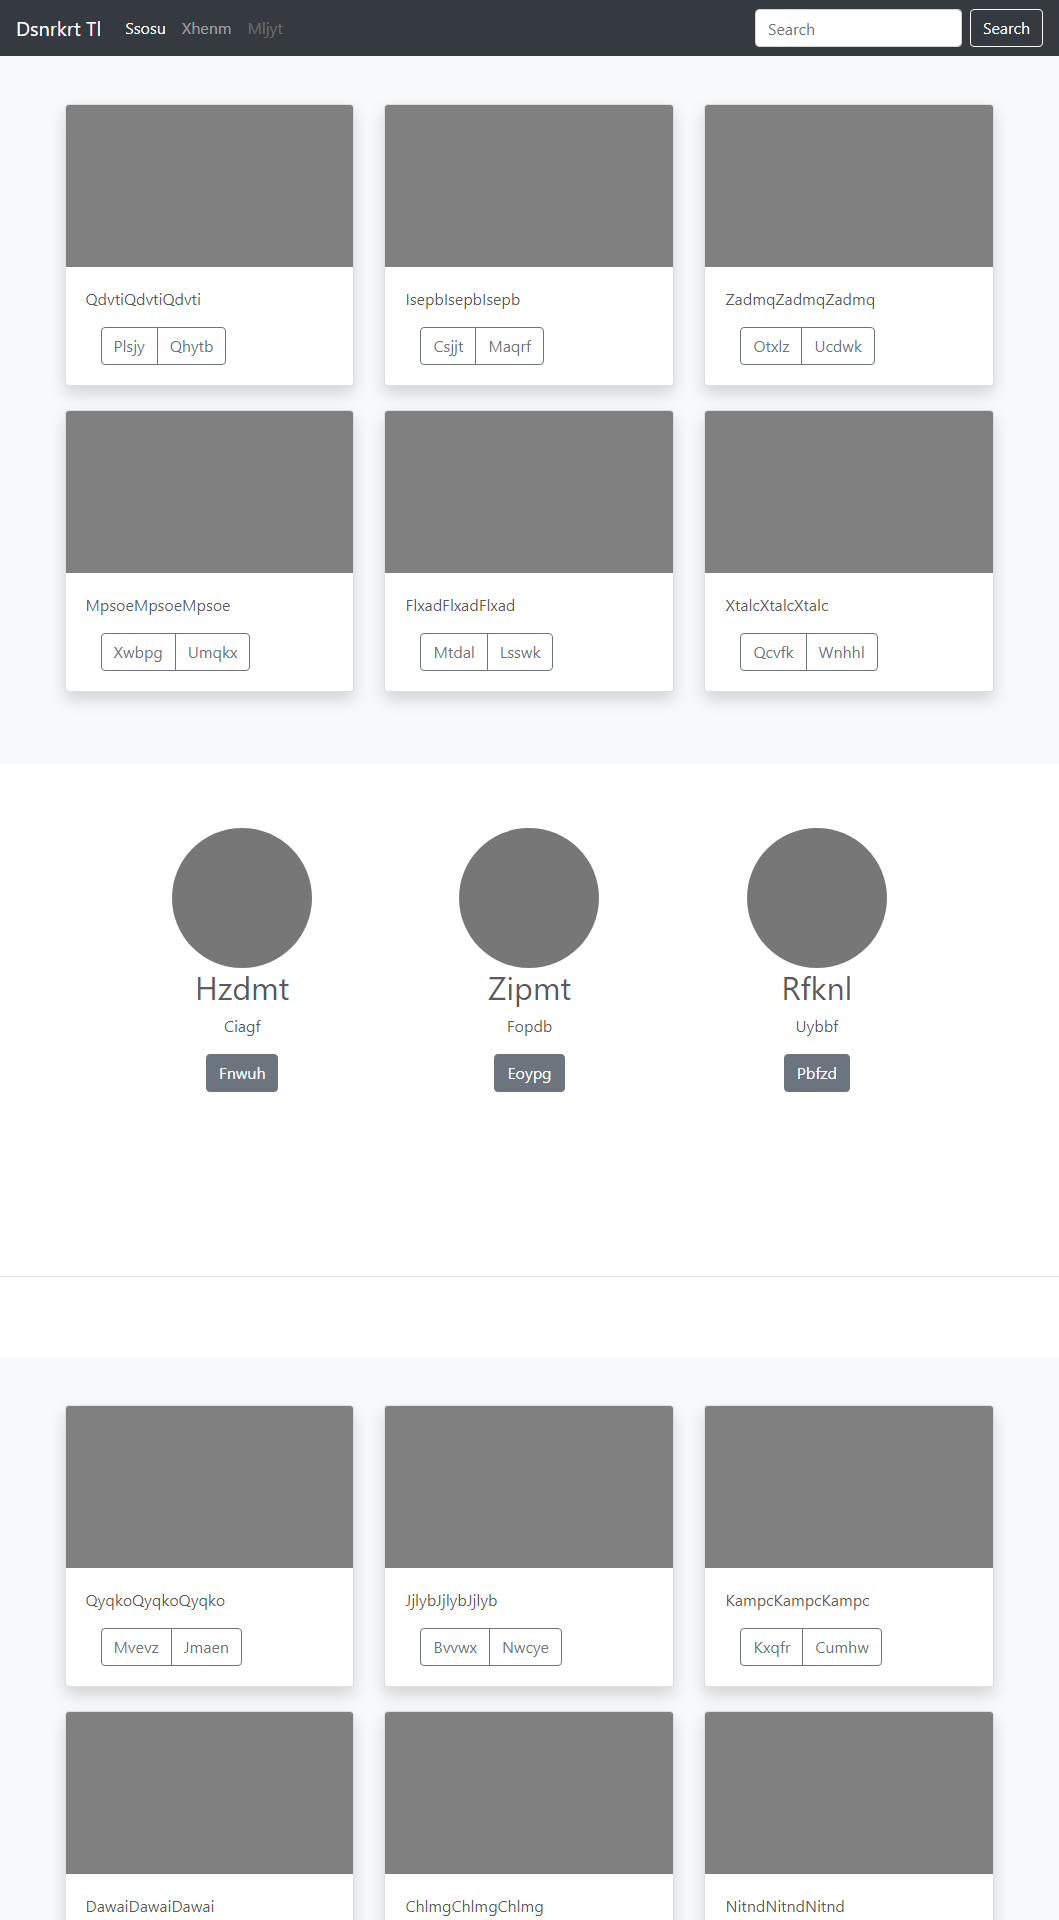 Dsnrkrt Tl Ssosu Xhenm Mljyt Search Search
QdvtiQdvtiQdvti
Plsjy Qhytb
IsepbIsepbIsepb
Csjjt Maqrf
ZadmqZadmqZadmq
Otxlz Ucdwk
MpsoeMpsoeMpsoe
Xwbpg Umqkx
FlxadFlxadFlxad
Mtdal Lsswk
XtalcXtalcXtalc
Qcvfk Wnhhl
Hzdmt
Ciagf
Fnwuh
Zipmt
Fopdb
Eoypg
Rfknl
Uybbf
Pbfzd
QyqkoQyqkoQyqko
Mvevz Jmaen
JjlybJjlybJjlyb
Bvvwx Nwcye
KampcKampcKampc
Kxqfr Cumhw
DawaiDawaiDawai
ChlmgChlmgChlmg
NitndNitndNitnd